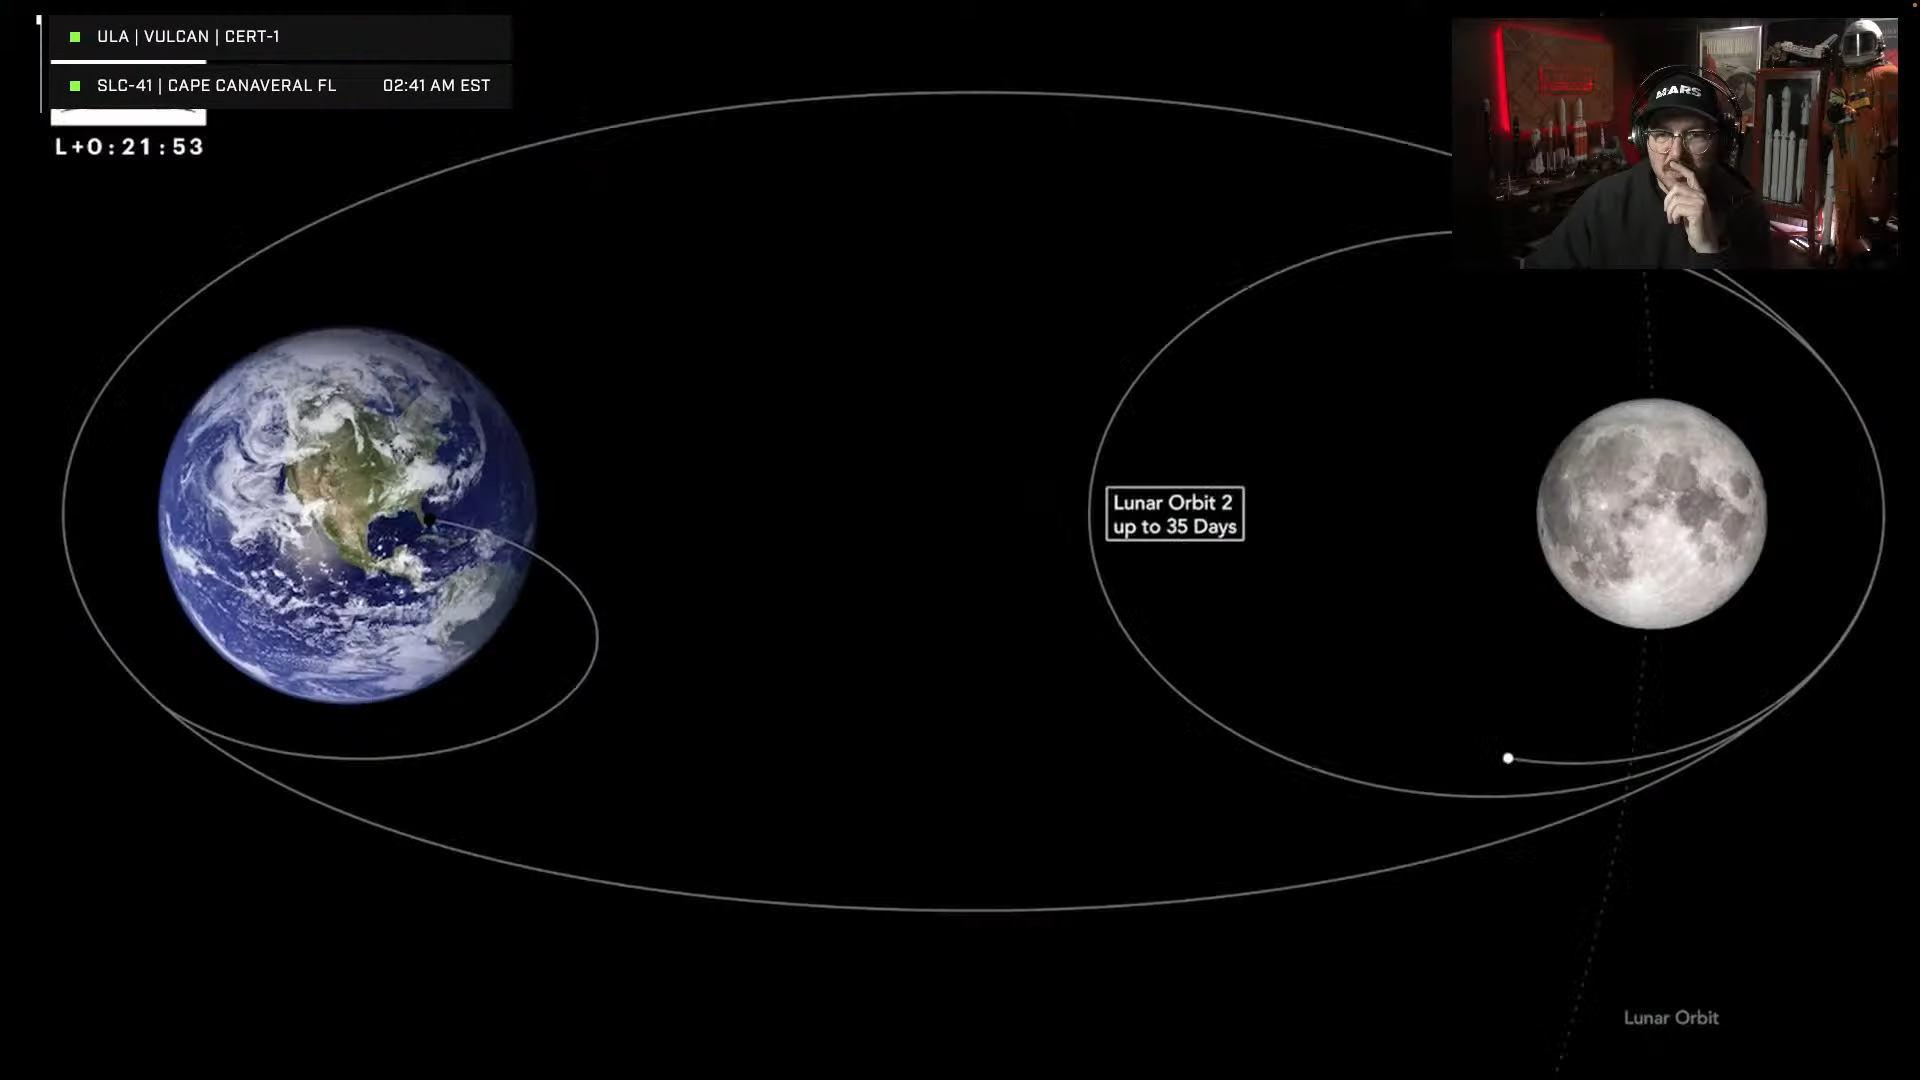 ULA | VULCAN | CERT-1
SLC-41 | CAPE CANAVERAL FL 02:41 AM EST
L+0:21:53
MARS
Lunar Orbit 2
up to 35 Days
Lunar Orbit